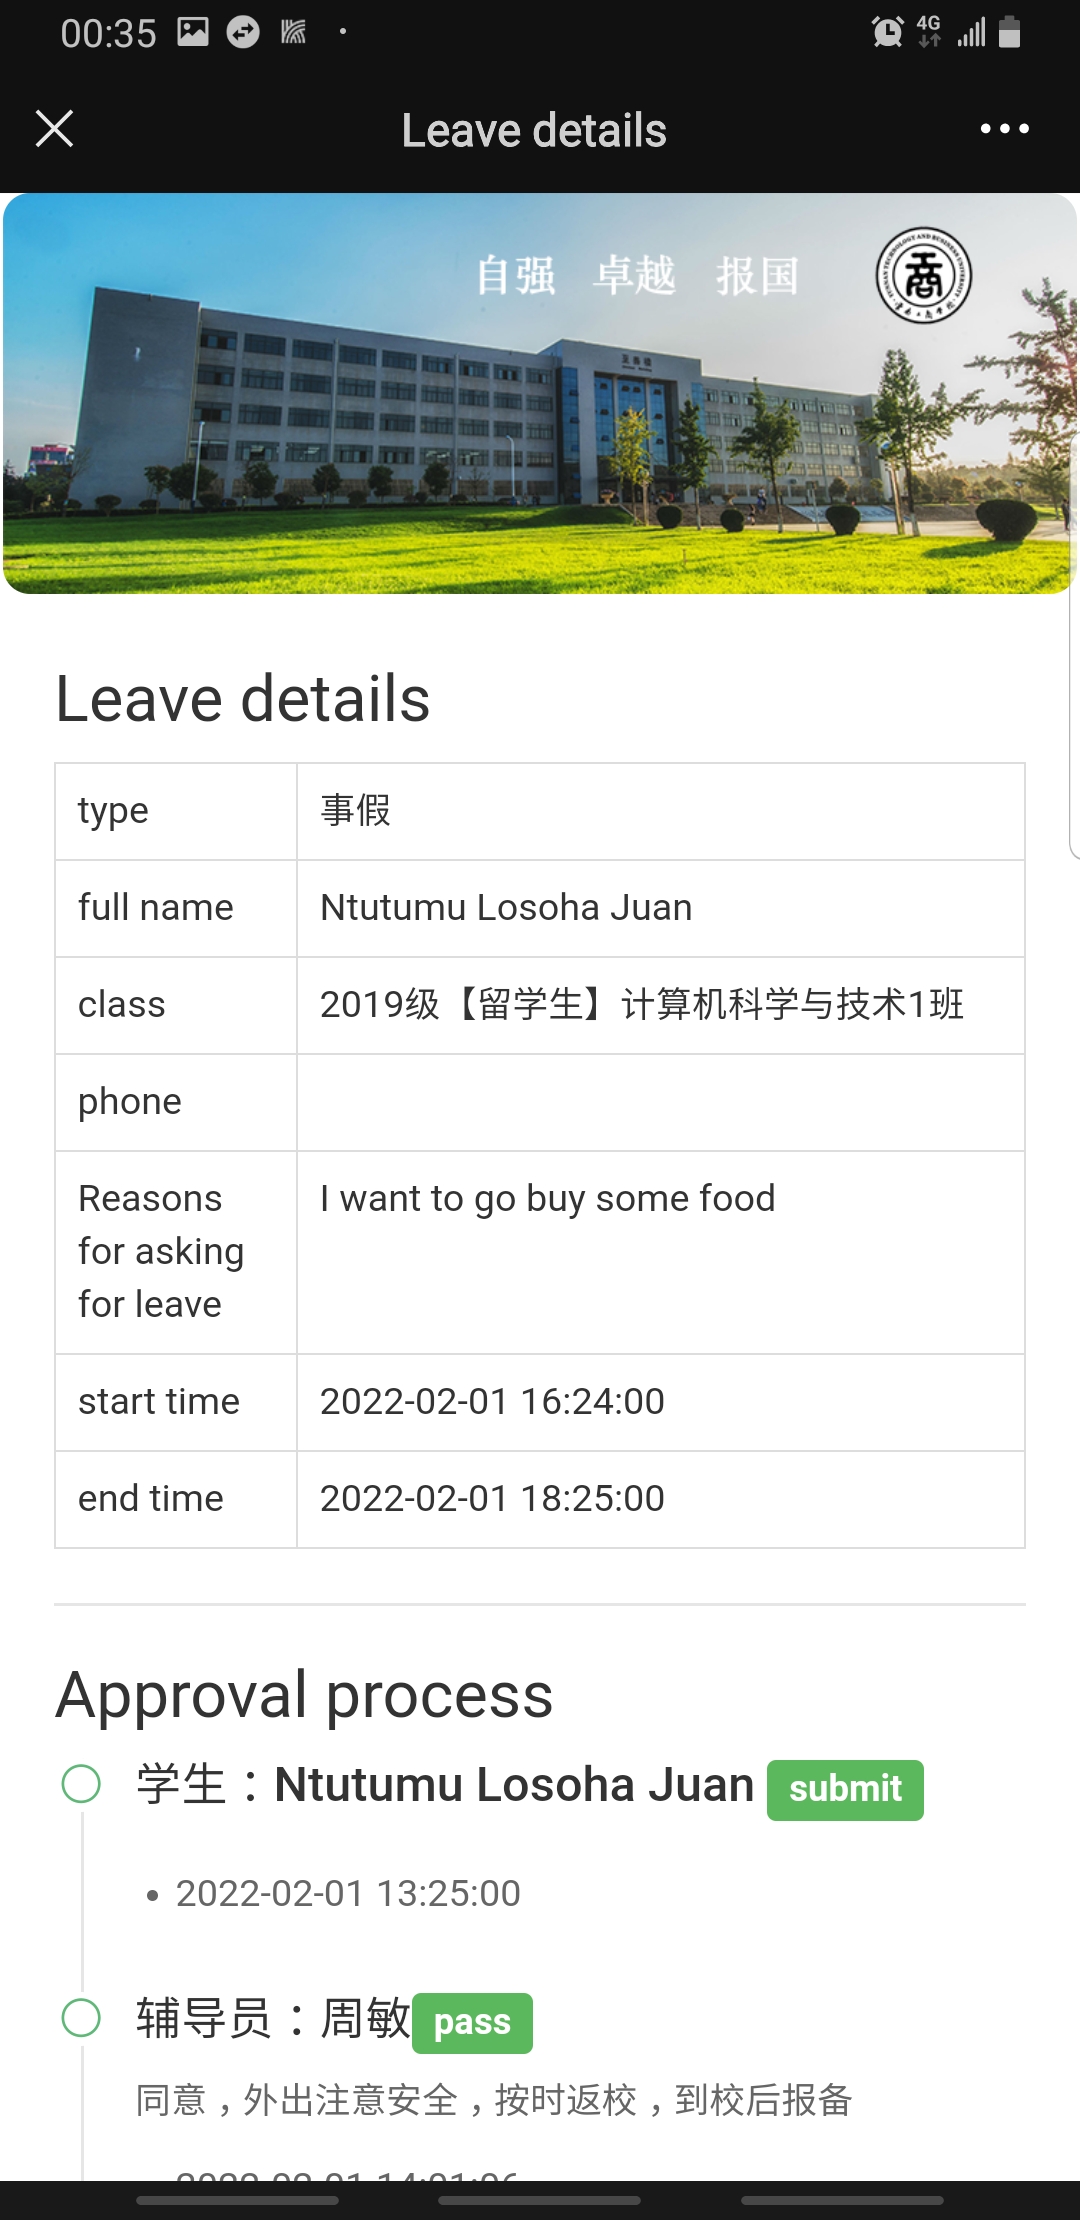 00:35
4G
Leave details
自强 卓越 报国
商
Leave details
type 事假
full name Ntutumu Losoha Juan
class 2019级【留学生】计算机科学与技术1班
phone
Reasons for asking for leave I want to go buy some food
start time 2022-02-01 16:24:00
end time 2022-02-01 18:25:00
Approval process
学生：Ntutumu Losoha Juan submit
2022-02-01 13:25:00
辅导员：周敏 pass
同意，外出注意安全，按时返校，到校后报备